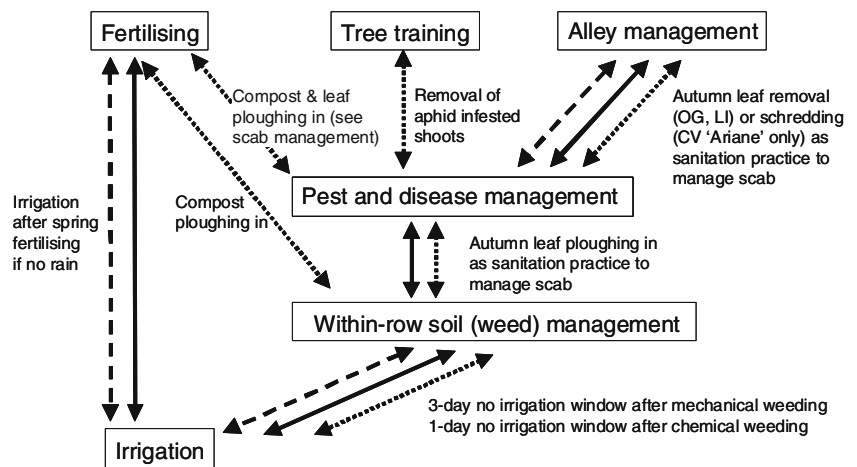 Fertilising
Tree training
Alley management
Compost & leaf
ploughing in (see
scab management)
Removal of
aphid infested
shoots
Autumn leaf removal
(OG, LI) or schredding
(CV 'Ariane' only) as
sanitation practice to
manage scab
Pest and disease management
Irrigation
after spring
fertilising
if no rain
Compost
ploughing in
Autumn leaf ploughing in
as sanitation practice to
manage scab
Within-row soil (weed) management
3-day no irrigation window after mechanical weeding
1-day no irrigation window after chemical weeding
Irrigation